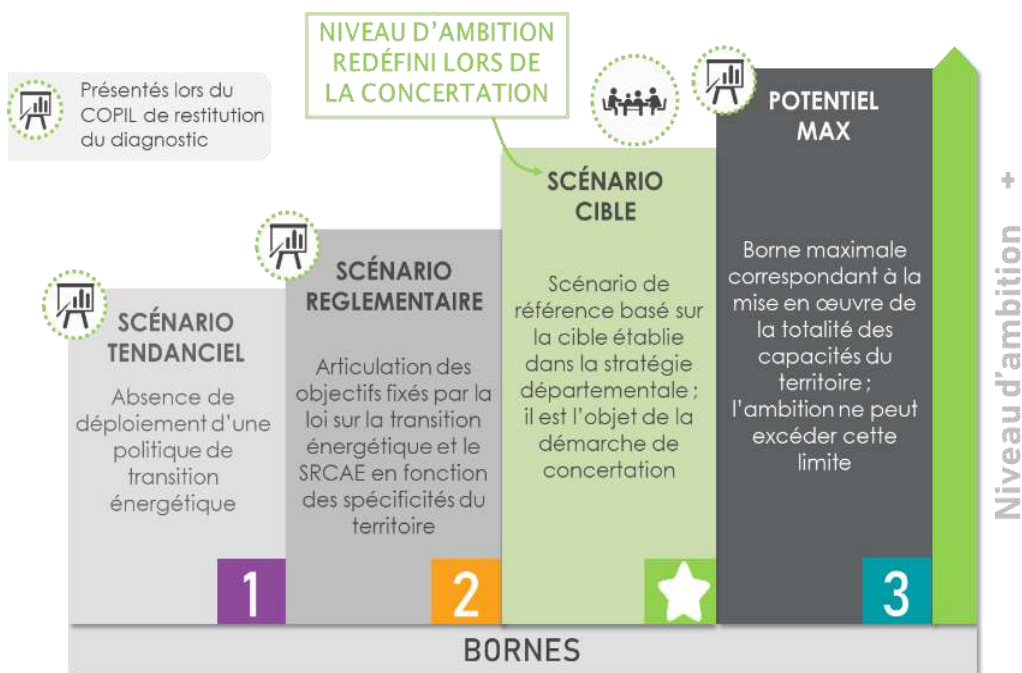 NIVEAU D'AMBITION
REDÉFINI LORS DE
LA CONCERTATION
Présentés lors du
COPIL de restitution
du diagnostic
SCÉNARIO
TENDANCIEL
Absence de
déploiement d'une
politique de
transition
énergétique
1
SCÉNARIO
REGLEMENTAIRE
Articulation des
objectifs fixés par la
loi sur la transition
énergétique et le
SRCAE en fonction
des spécificités du
territoire
2
SCÉNARIO
CIBLE
Scénario de
référence basé sur
la cible établie
dans la stratégie
départementale ;
il est l'objet de la
démarche de
concertation
POTENTIEL
MAX
Borne maximale
correspondant à la
mise en œuvre de
la totalité des
capacités du
territoire ;
l'ambition ne peut
excéder cette
limite
3
Niveau d'ambition +
BORNES